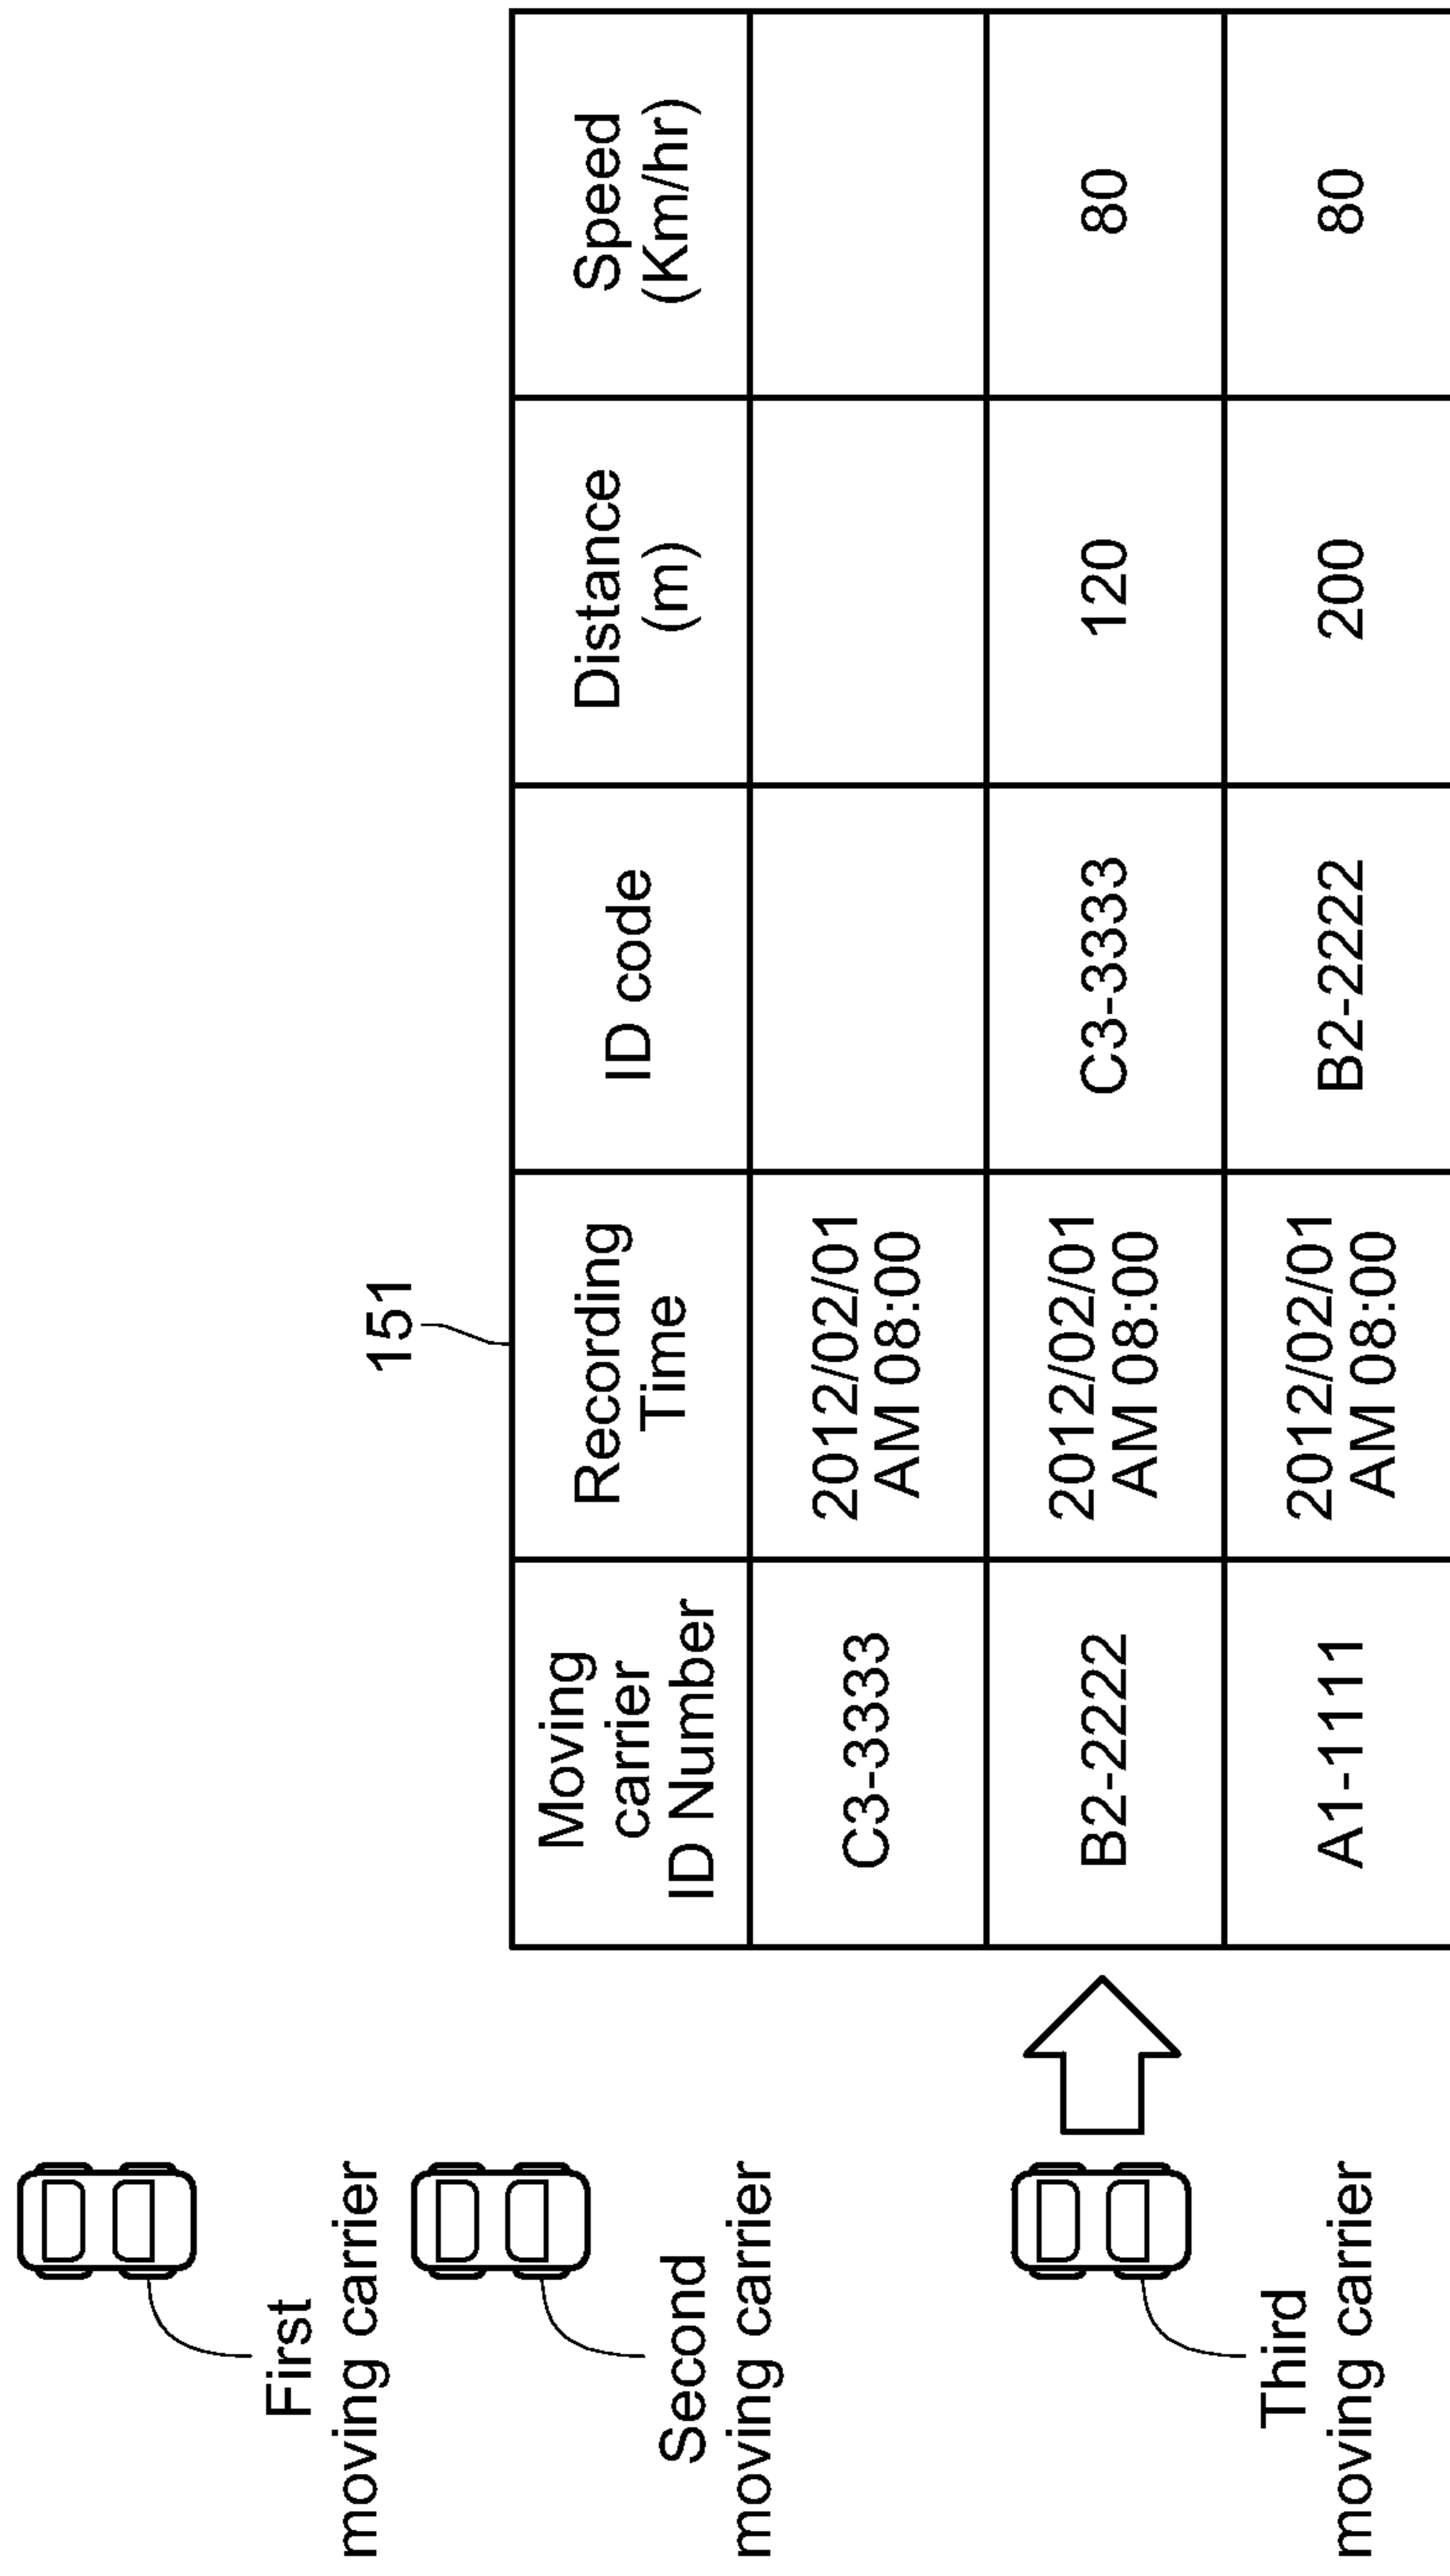 First
moving carrier
Second
moving carrier
Third
moving carrier
151
Moving
carrier
ID Number
Recording
Time
ID code
Distance
(m)
Speed
(Km/hr)
C3-3333
2012/02/01
AM 08:00
B2-2222
2012/02/01
AM 08:00
C3-3333
120
80
A1-1111
2012/02/01
AM 08:00
B2-2222
200
80